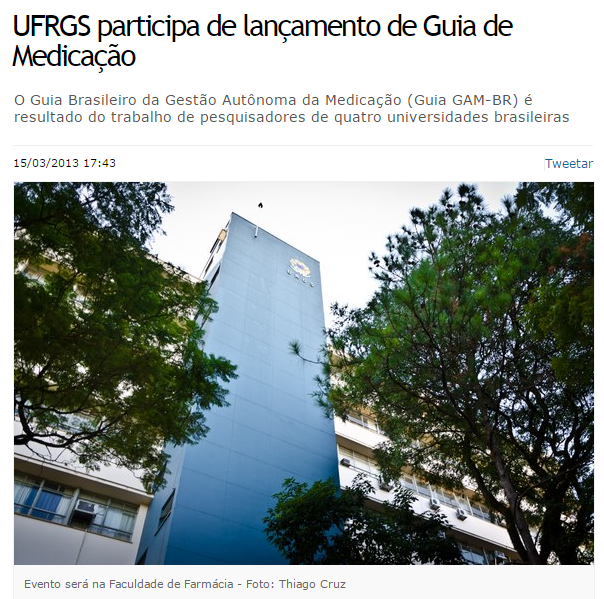 UFRGS participa de lançamento de Guia de
Medicação
O Guia Brasileiro da Gestão Autônoma da Medicação (Guia GAM-BR) é
resultado do trabalho de pesquisadores de quatro universidades brasileiras
15/03/2013 17:43
Tweetar
UFRGS
Evento será na Faculdade de Farmácia - Foto: Thiago Cruz